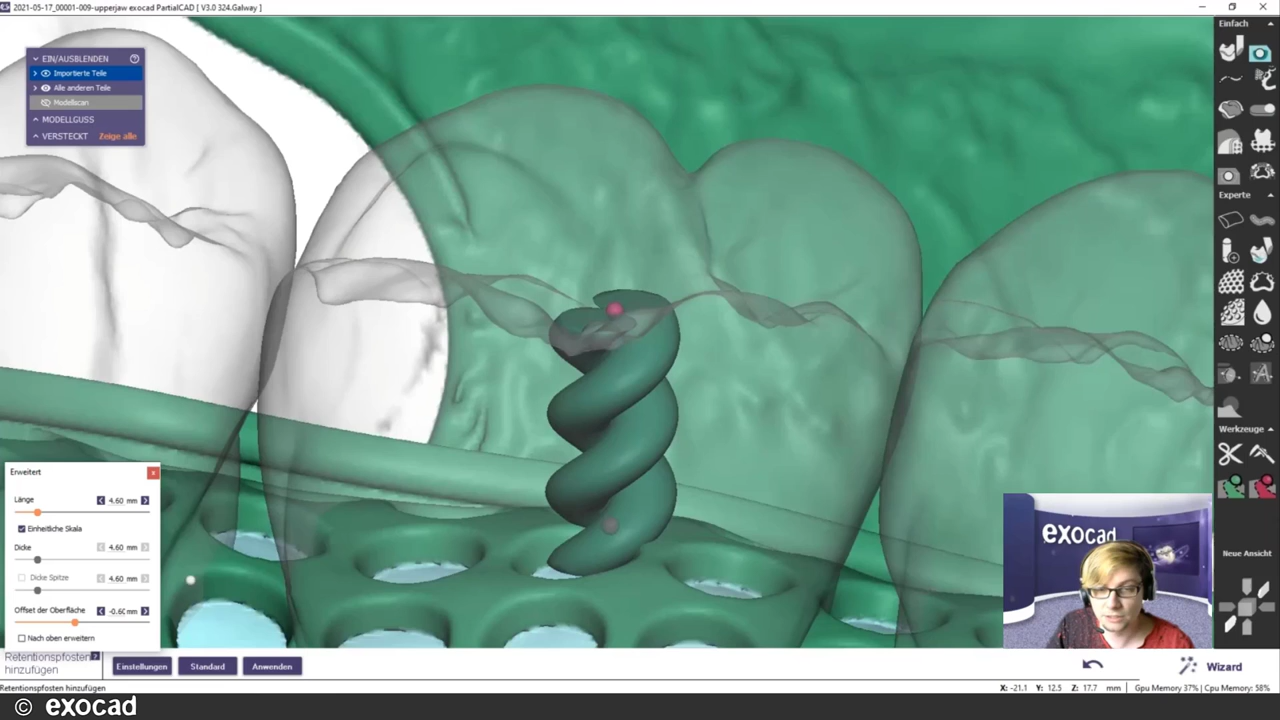 2021-05-17_00001-009-upperjaw exocad PartialCAD [ V3.0 324.Galway ]
EIN/AUSBLENDEN
Importierte Teile
Alle anderen Teile
Modellscan
MODELLGUSS
VERSTECKT Zeige alle
Einfach
Experte
Werkzeuge
Neue Ansicht
Erweitert
Länge 4.60 mm
Einheitliche Skala
Dicke 4.60 mm
Dicke Spitze 4.60 mm
Offset der Oberfläche -0.60 mm
Nach oben erweitern
exocad
Retentionspfosten
hinzufügen
Einstellungen Standard Anwenden
Wizard
Retentionspfosten hinzufügen
X: -21.1 Y: 12.5 Z: 17.7 mm Gpu Memory 37% | Cpu Memory: 58%
© exocad